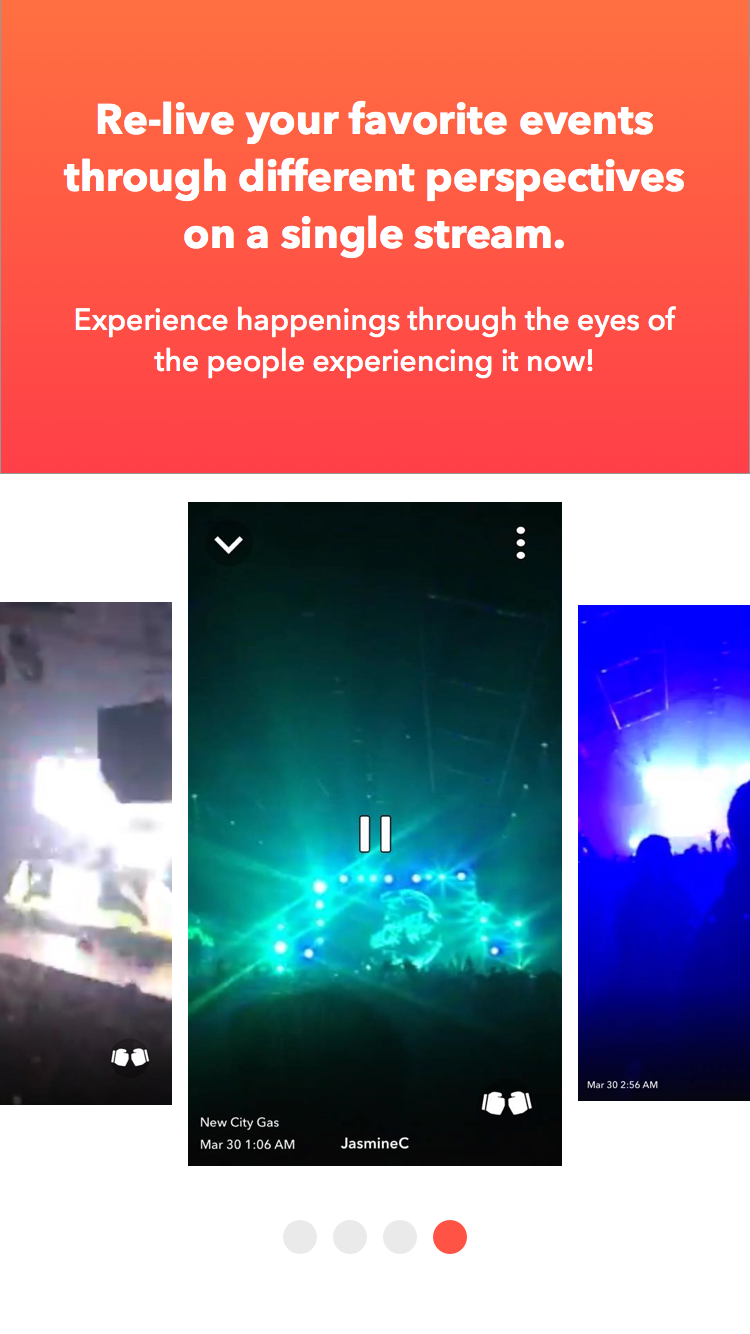 Re-live your favorite events
through different perspectives
on a single stream.
Experience happenings through the eyes of
the people experiencing it now!
New City Gas
Mar 30 1:06 AM JasmineC
Mar 30 2:56 AM